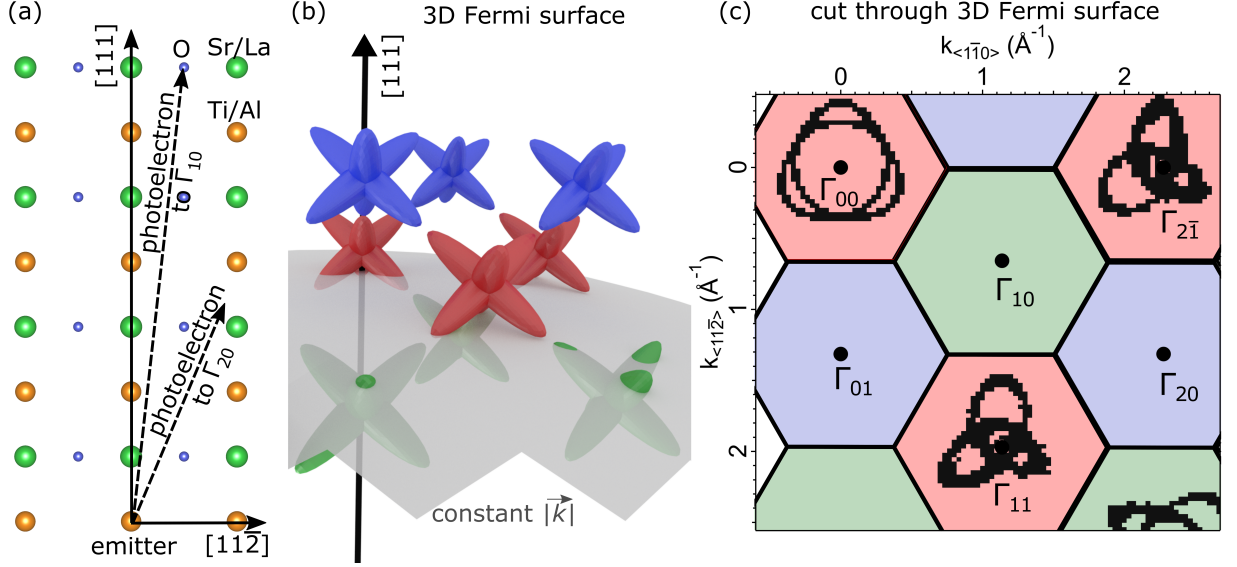 (a)
[111]
O
Sr/La
Ti/Al
photoelectron
to Γ₁₀
photoelectron
to Γ₂₀
emitter
[112̅]
(b)
3D Fermi surface
[111]
constant |k⃗|
(c)
cut through 3D Fermi surface
k<11̅0> (Å⁻¹)
0
1
2
k<112̅> (Å⁻¹)
0
1
2
Γ₀₀
Γ₂₁̅
Γ₁₀
Γ₀₁
Γ₂₀
Γ₁₁